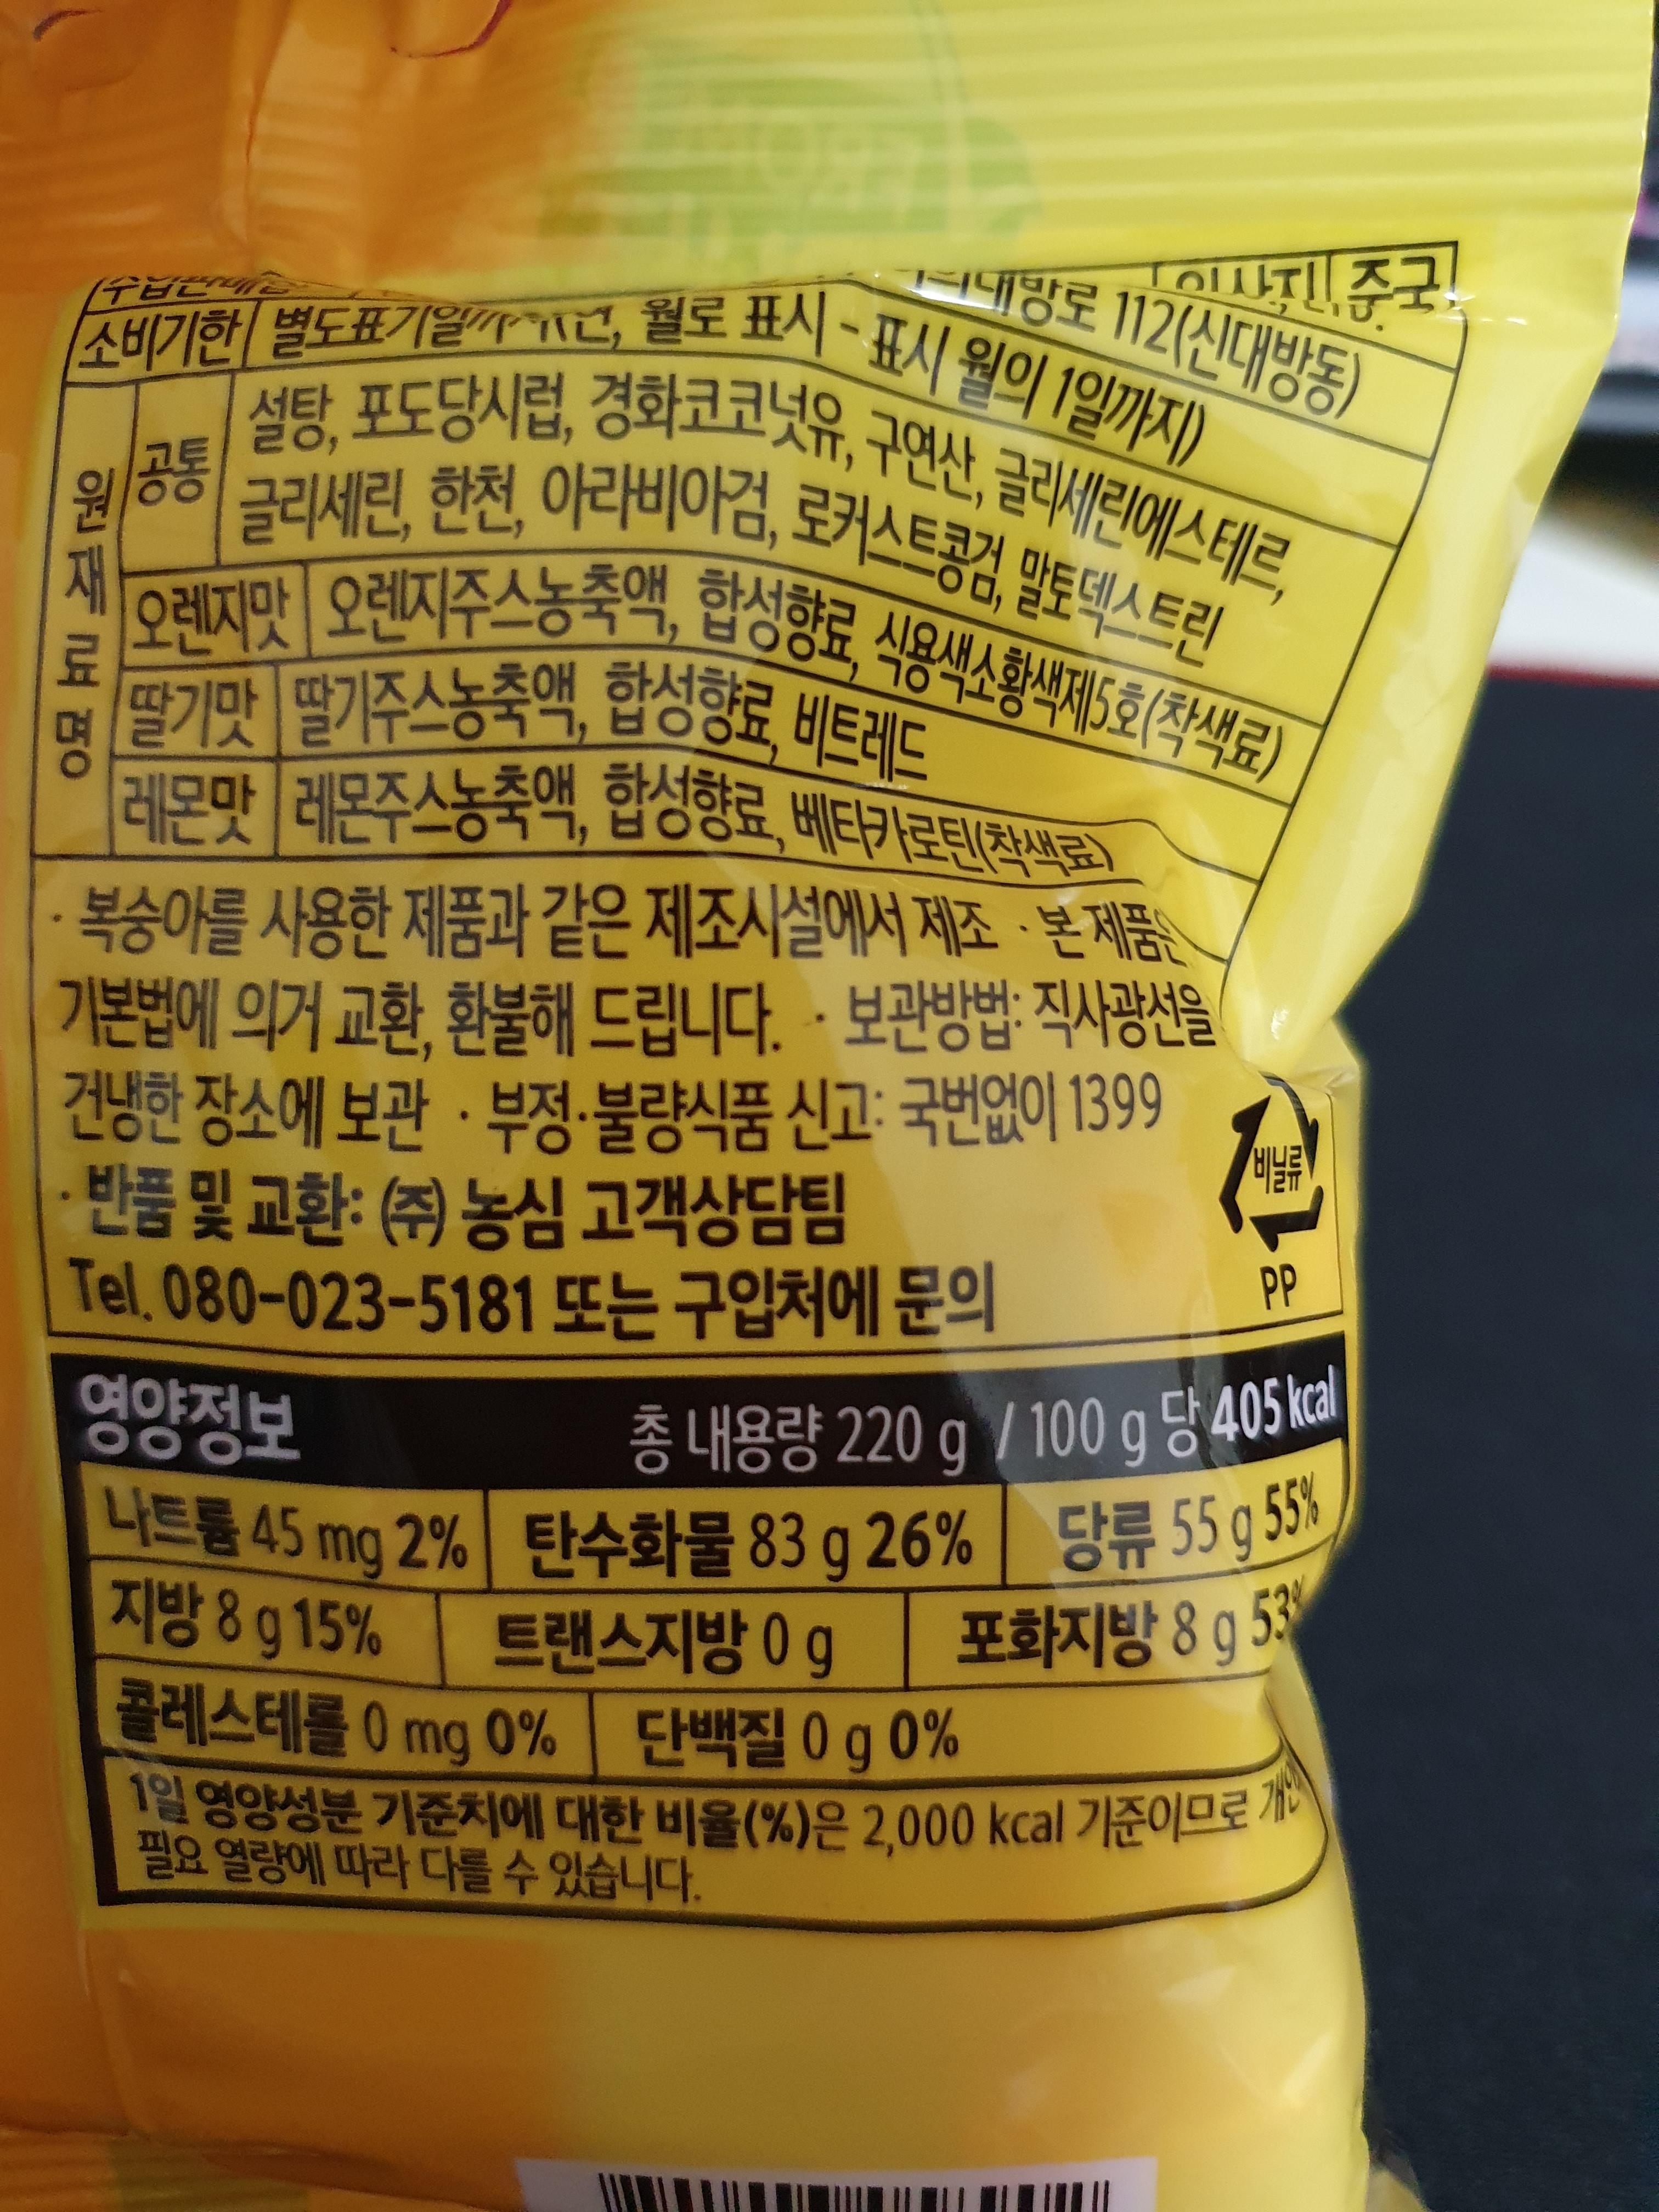 원산지 중국
대방로 112(신대방동)
소비기한 별도표기일까지(년, 월로 표시 - 표시 월의 1일까지)
원재료명
공통 설탕, 포도당시럽, 경화코코넛유, 구연산, 글리세린에스테르,
글리세린, 한천, 아라비아검, 로커스트콩검, 말토덱스트린
오렌지맛 오렌지주스농축액, 합성향료, 식용색소황색제5호(착색료)
딸기맛 딸기주스농축액, 합성향료, 비트레드
레몬맛 레몬주스농축액, 합성향료, 베타카로틴(착색료)
· 복숭아를 사용한 제품과 같은 제조시설에서 제조 · 본 제품은
기본법에 의거 교환, 환불해 드립니다. · 보관방법: 직사광선을
건냉한 장소에 보관 · 부정·불량식품 신고: 국번없이 1399
· 반품 및 교환: (주) 농심 고객상담팀
Tel. 080-023-5181 또는 구입처에 문의
비닐류
PP
영양정보 총 내용량 220 g / 100 g 당 405 kcal
나트륨 45 mg 2% 탄수화물 83 g 26% 당류 55 g 55%
지방 8 g 15% 트랜스지방 0 g 포화지방 8 g 53%
콜레스테롤 0 mg 0% 단백질 0 g 0%
1일 영양성분 기준치에 대한 비율(%)은 2,000 kcal 기준이므로 개인
필요 열량에 따라 다를 수 있습니다.